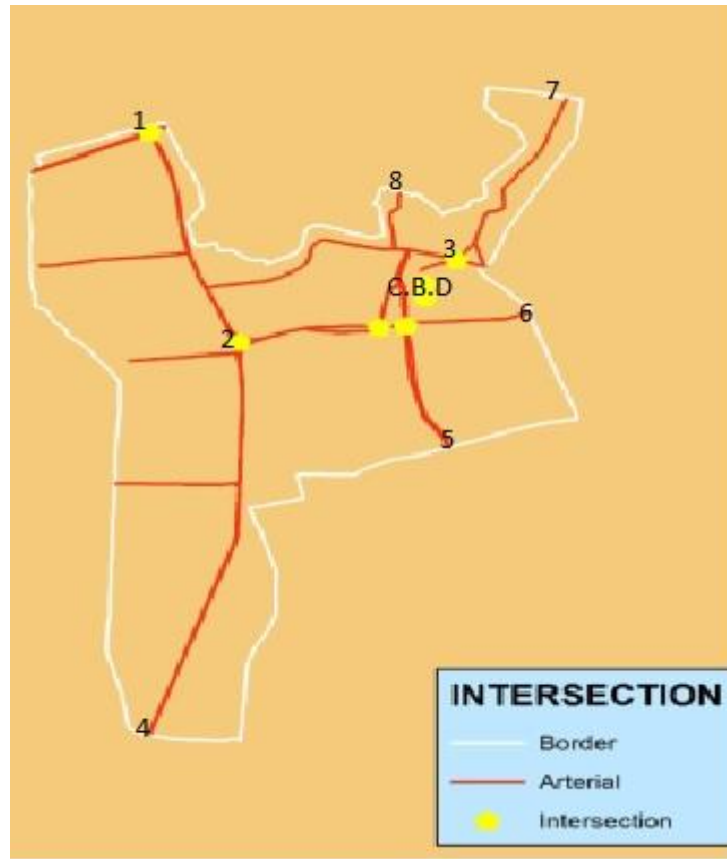 7
1
8
3
C.B.D
6
2
5
4
INTERSECTION
Border
Arterial
Intersection